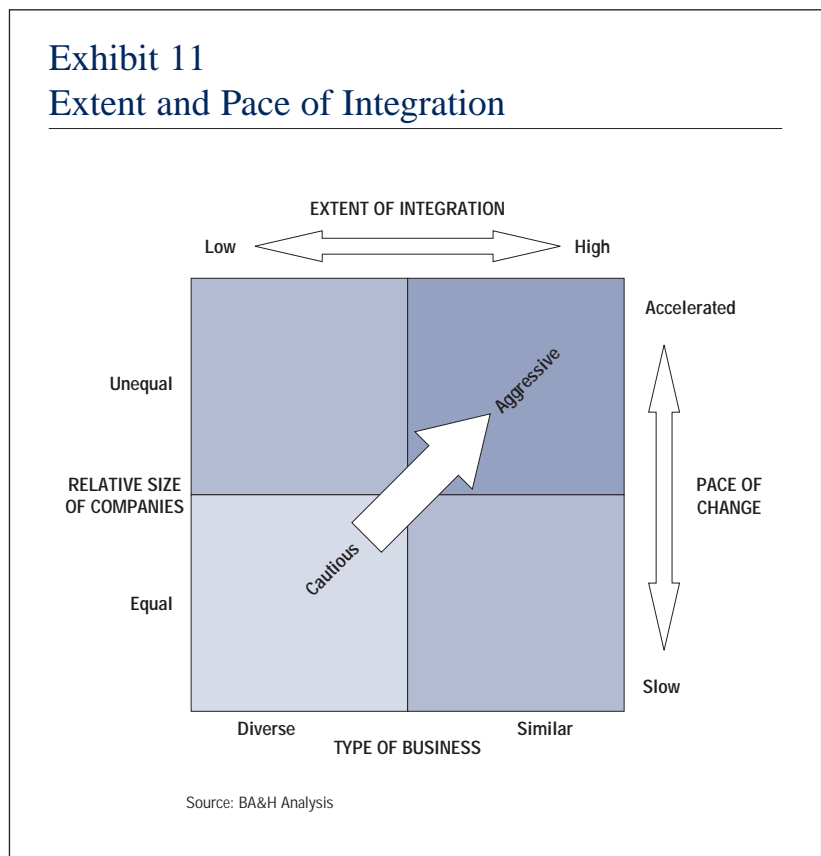 Exhibit 11
Extent and Pace of Integration
EXTENT OF INTEGRATION
Low
High
Accelerated
Unequal
Aggressive
RELATIVE SIZE
OF COMPANIES
PACE OF
CHANGE
Cautious
Equal
Slow
Diverse
Similar
TYPE OF BUSINESS
Source: BA&H Analysis